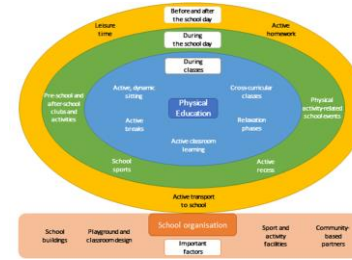 Before and after
the school day
Leisure
time
Active
homework
During
the school day
During
classes
Pre-school and
after-school
clubs and
activities
Active, dynamic
sitting
Cross-curricular
classes
Physical
Education
Physical
activity-related
school events
Active
breaks
Relaxation
phases
Active classroom
learning
School
sports
Active
recess
Active transport
to school
School organisation
School
buildings
Playground and
classroom design
Important
factors
Sport and
activity
facilities
Community-
based
partners